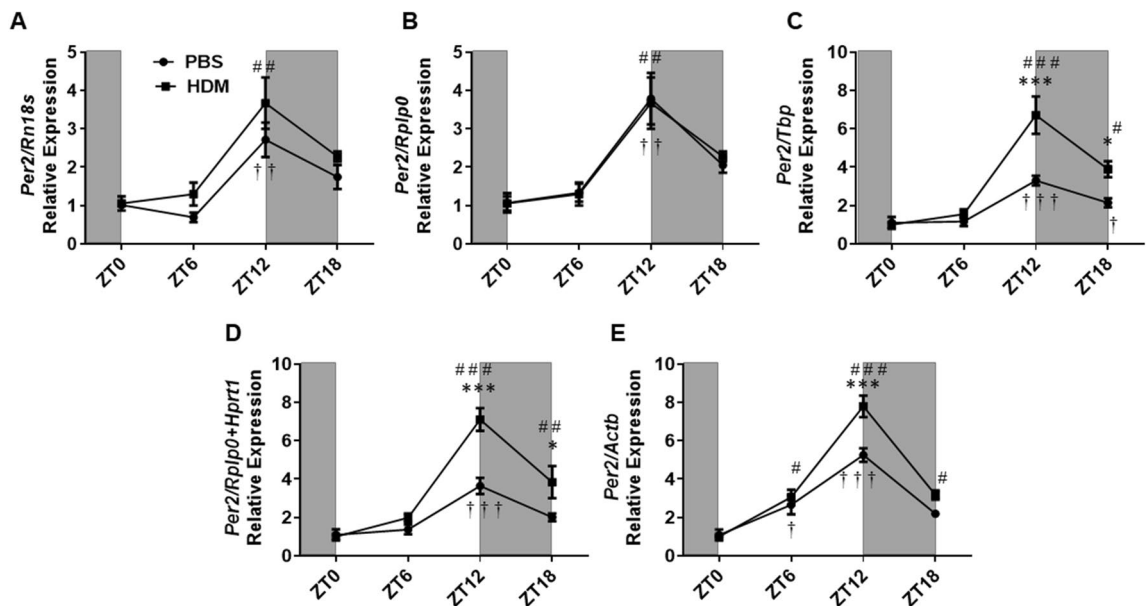 A
Per2/Rn18s
Relative Expression
5
4
3
2
1
0
PBS
HDM
##
††
ZT0
ZT6
ZT12
ZT18
B
Per2/Rplp0
Relative Expression
5
4
3
2
1
0
##
††
ZT0
ZT6
ZT12
ZT18
C
Per2/Tbp
Relative Expression
10
8
6
4
2
0
###
***
#
*
†††
†
ZT0
ZT6
ZT12
ZT18
D
Per2/Rplp0+Hprt1
Relative Expression
10
8
6
4
2
0
###
***
##
*
†††
ZT0
ZT6
ZT12
ZT18
E
Per2/Actb
Relative Expression
10
8
6
4
2
0
###
***
#
#
†††
†
ZT0
ZT6
ZT12
ZT18